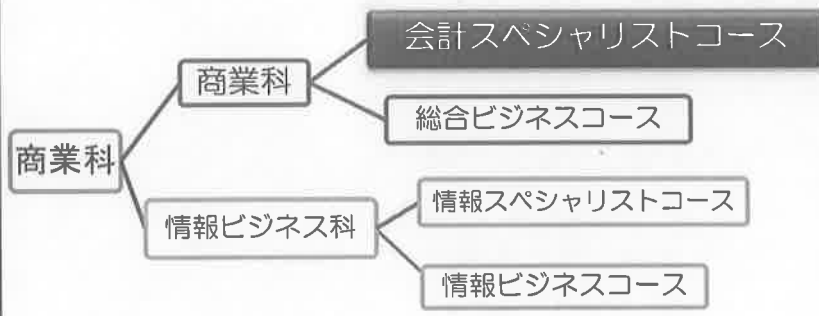 会計スペシャリストコース
商業科
総合ビジネスコース
商業科
情報スペシャリストコース
情報ビジネス科
情報ビジネスコース